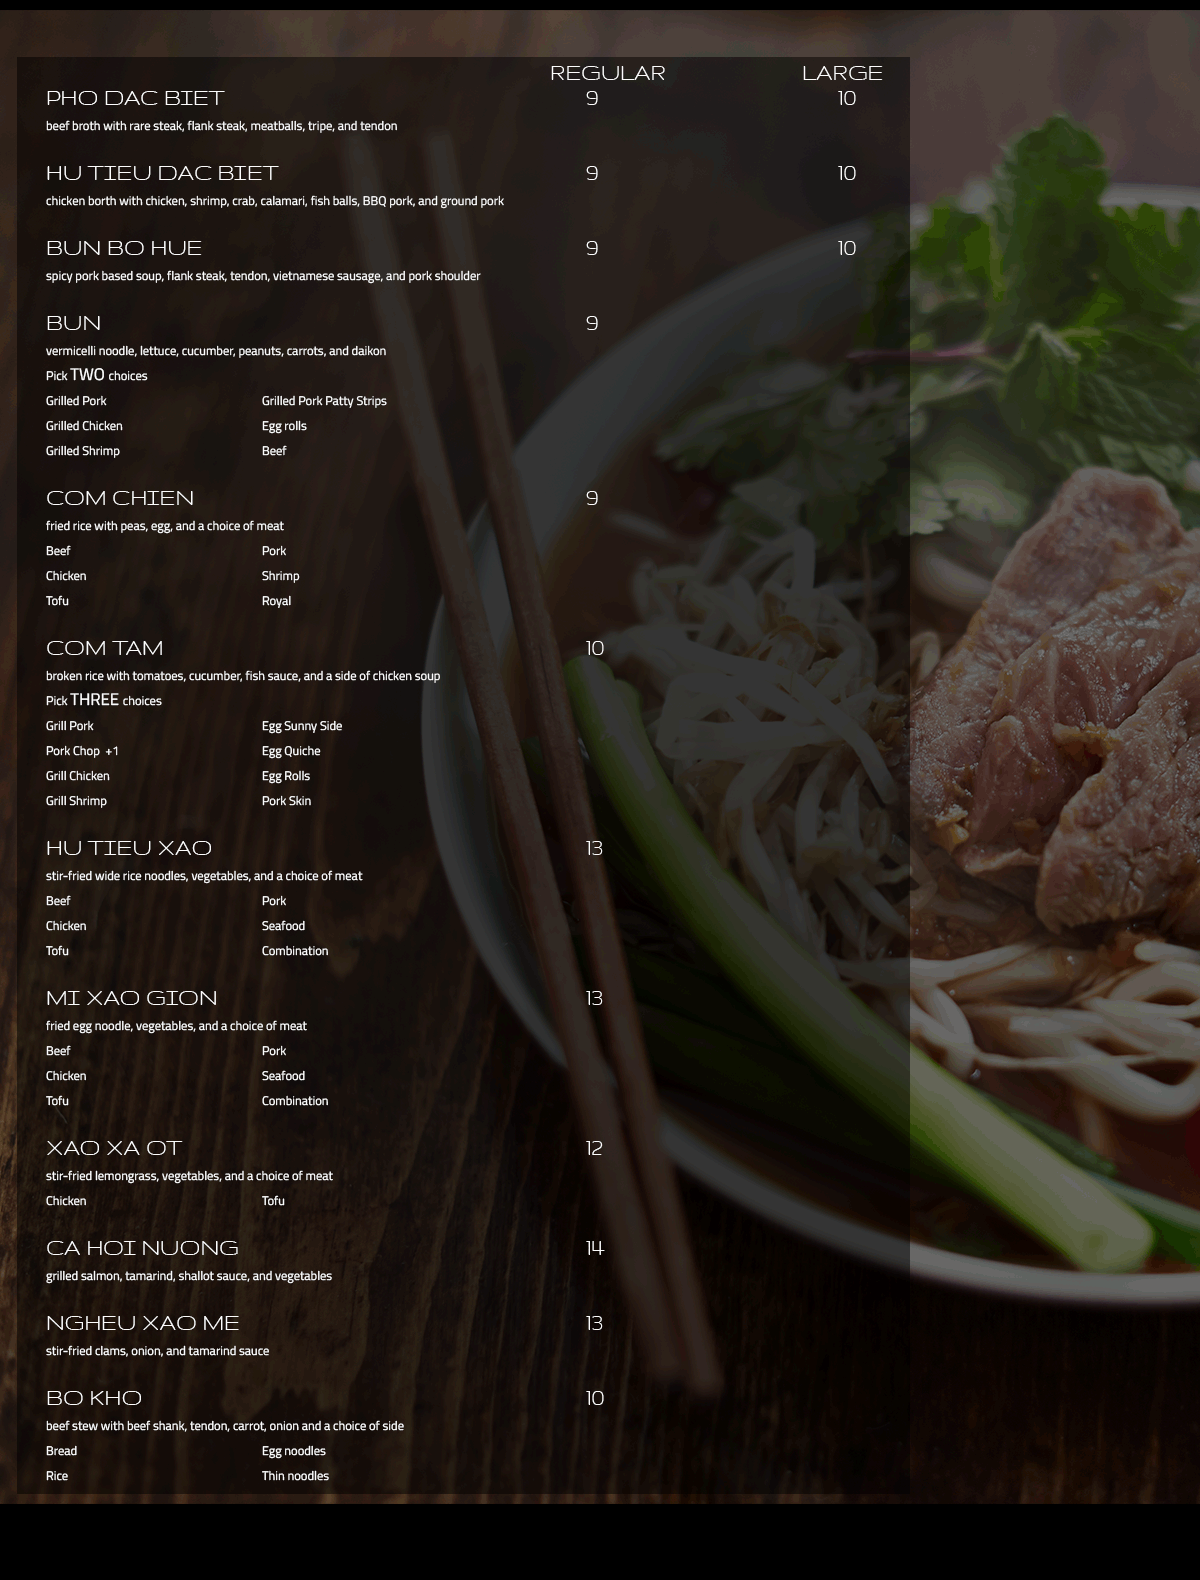 REGULAR LARGE
PHO DAC BIET 9 10
beef broth with rare steak, flank steak, meatballs, tripe, and tendon
HU TIEU DAC BIET 9 10
chicken borth with chicken, shrimp, crab, calamari, fish balls, BBQ pork, and ground pork
BUN BO HUE 9 10
spicy pork based soup, flank steak, tendon, vietnamese sausage, and pork shoulder
BUN 9
vermicelli noodle, lettuce, cucumber, peanuts, carrots, and daikon
Pick TWO choices
Grilled Pork Grilled Pork Patty Strips
Grilled Chicken Egg rolls
Grilled Shrimp Beef
COM CHIEN 9
fried rice with peas, egg, and a choice of meat
Beef Pork
Chicken Shrimp
Tofu Royal
COM TAM 10
broken rice with tomatoes, cucumber, fish sauce, and a side of chicken soup
Pick THREE choices
Grill Pork Egg Sunny Side
Pork Chop +1 Egg Quiche
Grill Chicken Egg Rolls
Grill Shrimp Pork Skin
HU TIEU XAO 13
stir-fried wide rice noodles, vegetables, and a choice of meat
Beef Pork
Chicken Seafood
Tofu Combination
MI XAO GION 13
fried egg noodle, vegetables, and a choice of meat
Beef Pork
Chicken Seafood
Tofu Combination
XAO XA OT 12
stir-fried lemongrass, vegetables, and a choice of meat
Chicken Tofu
CA HOI NUONG 14
grilled salmon, tamarind, shallot sauce, and vegetables
NGHEU XAO ME 13
stir-fried clams, onion, and tamarind sauce
BO KHO 10
beef stew with beef shank, tendon, carrot, onion and a choice of side
Bread Egg noodles
Rice Thin noodles